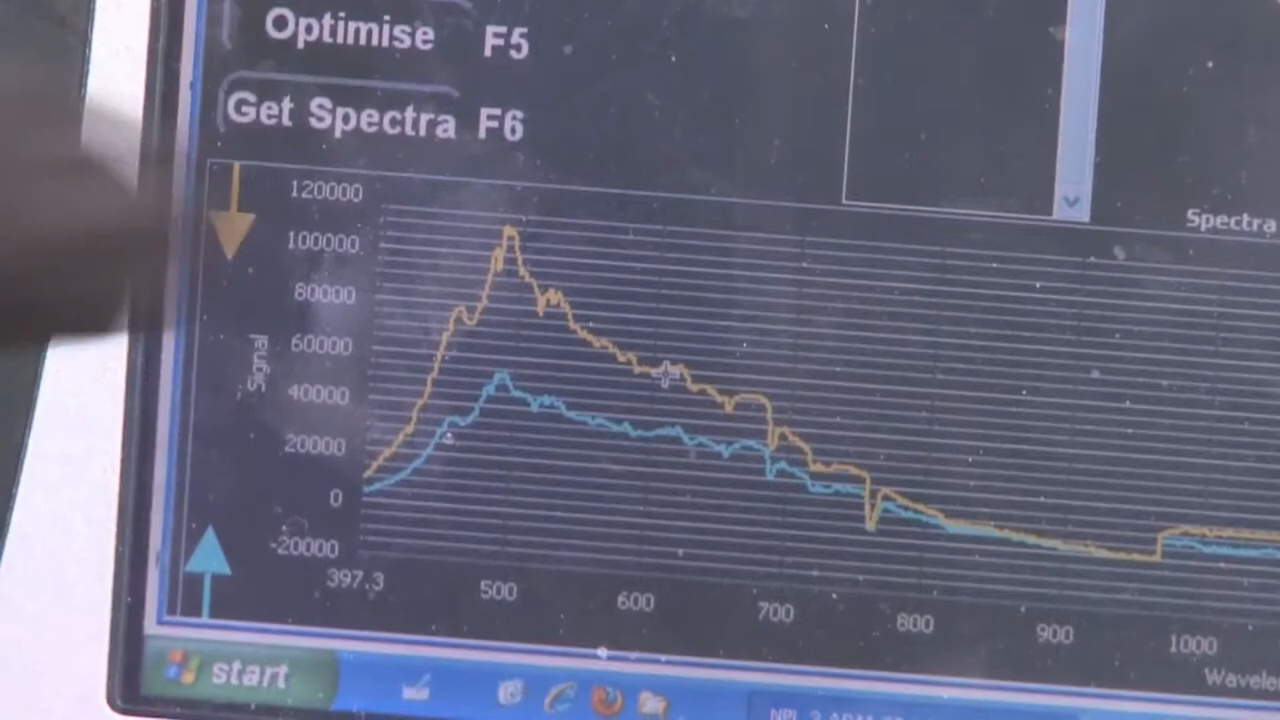 Optimise F5
Get Spectra F6
Spectra
120000
100000
80000
60000
40000
20000
0
-20000
Signal
397.3 500 600 700 800 900 1000
start